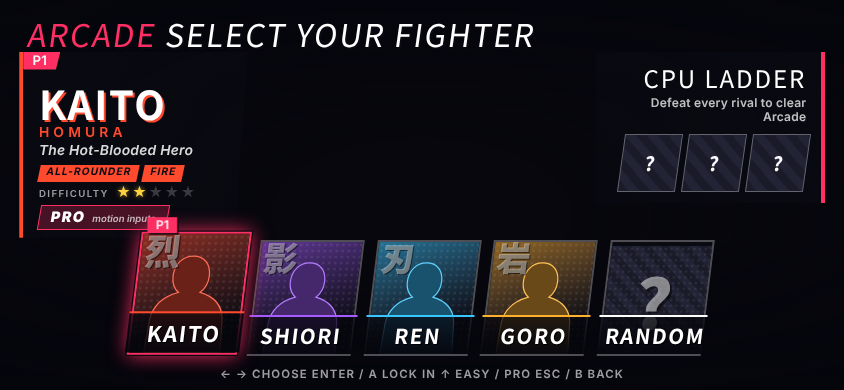 ARCADE SELECT YOUR FIGHTER
P1
KAITO
HOMURA
The Hot-Blooded Hero
ALL-ROUNDER FIRE
DIFFICULTY ★★★★★
PRO motion inputs
CPU LADDER
Defeat every rival to clear
Arcade
? ? ?
P1
烈 影 刃 岩 ?
KAITO SHIORI REN GORO RANDOM
← → CHOOSE ENTER / A LOCK IN ↑ EASY / PRO ESC / B BACK